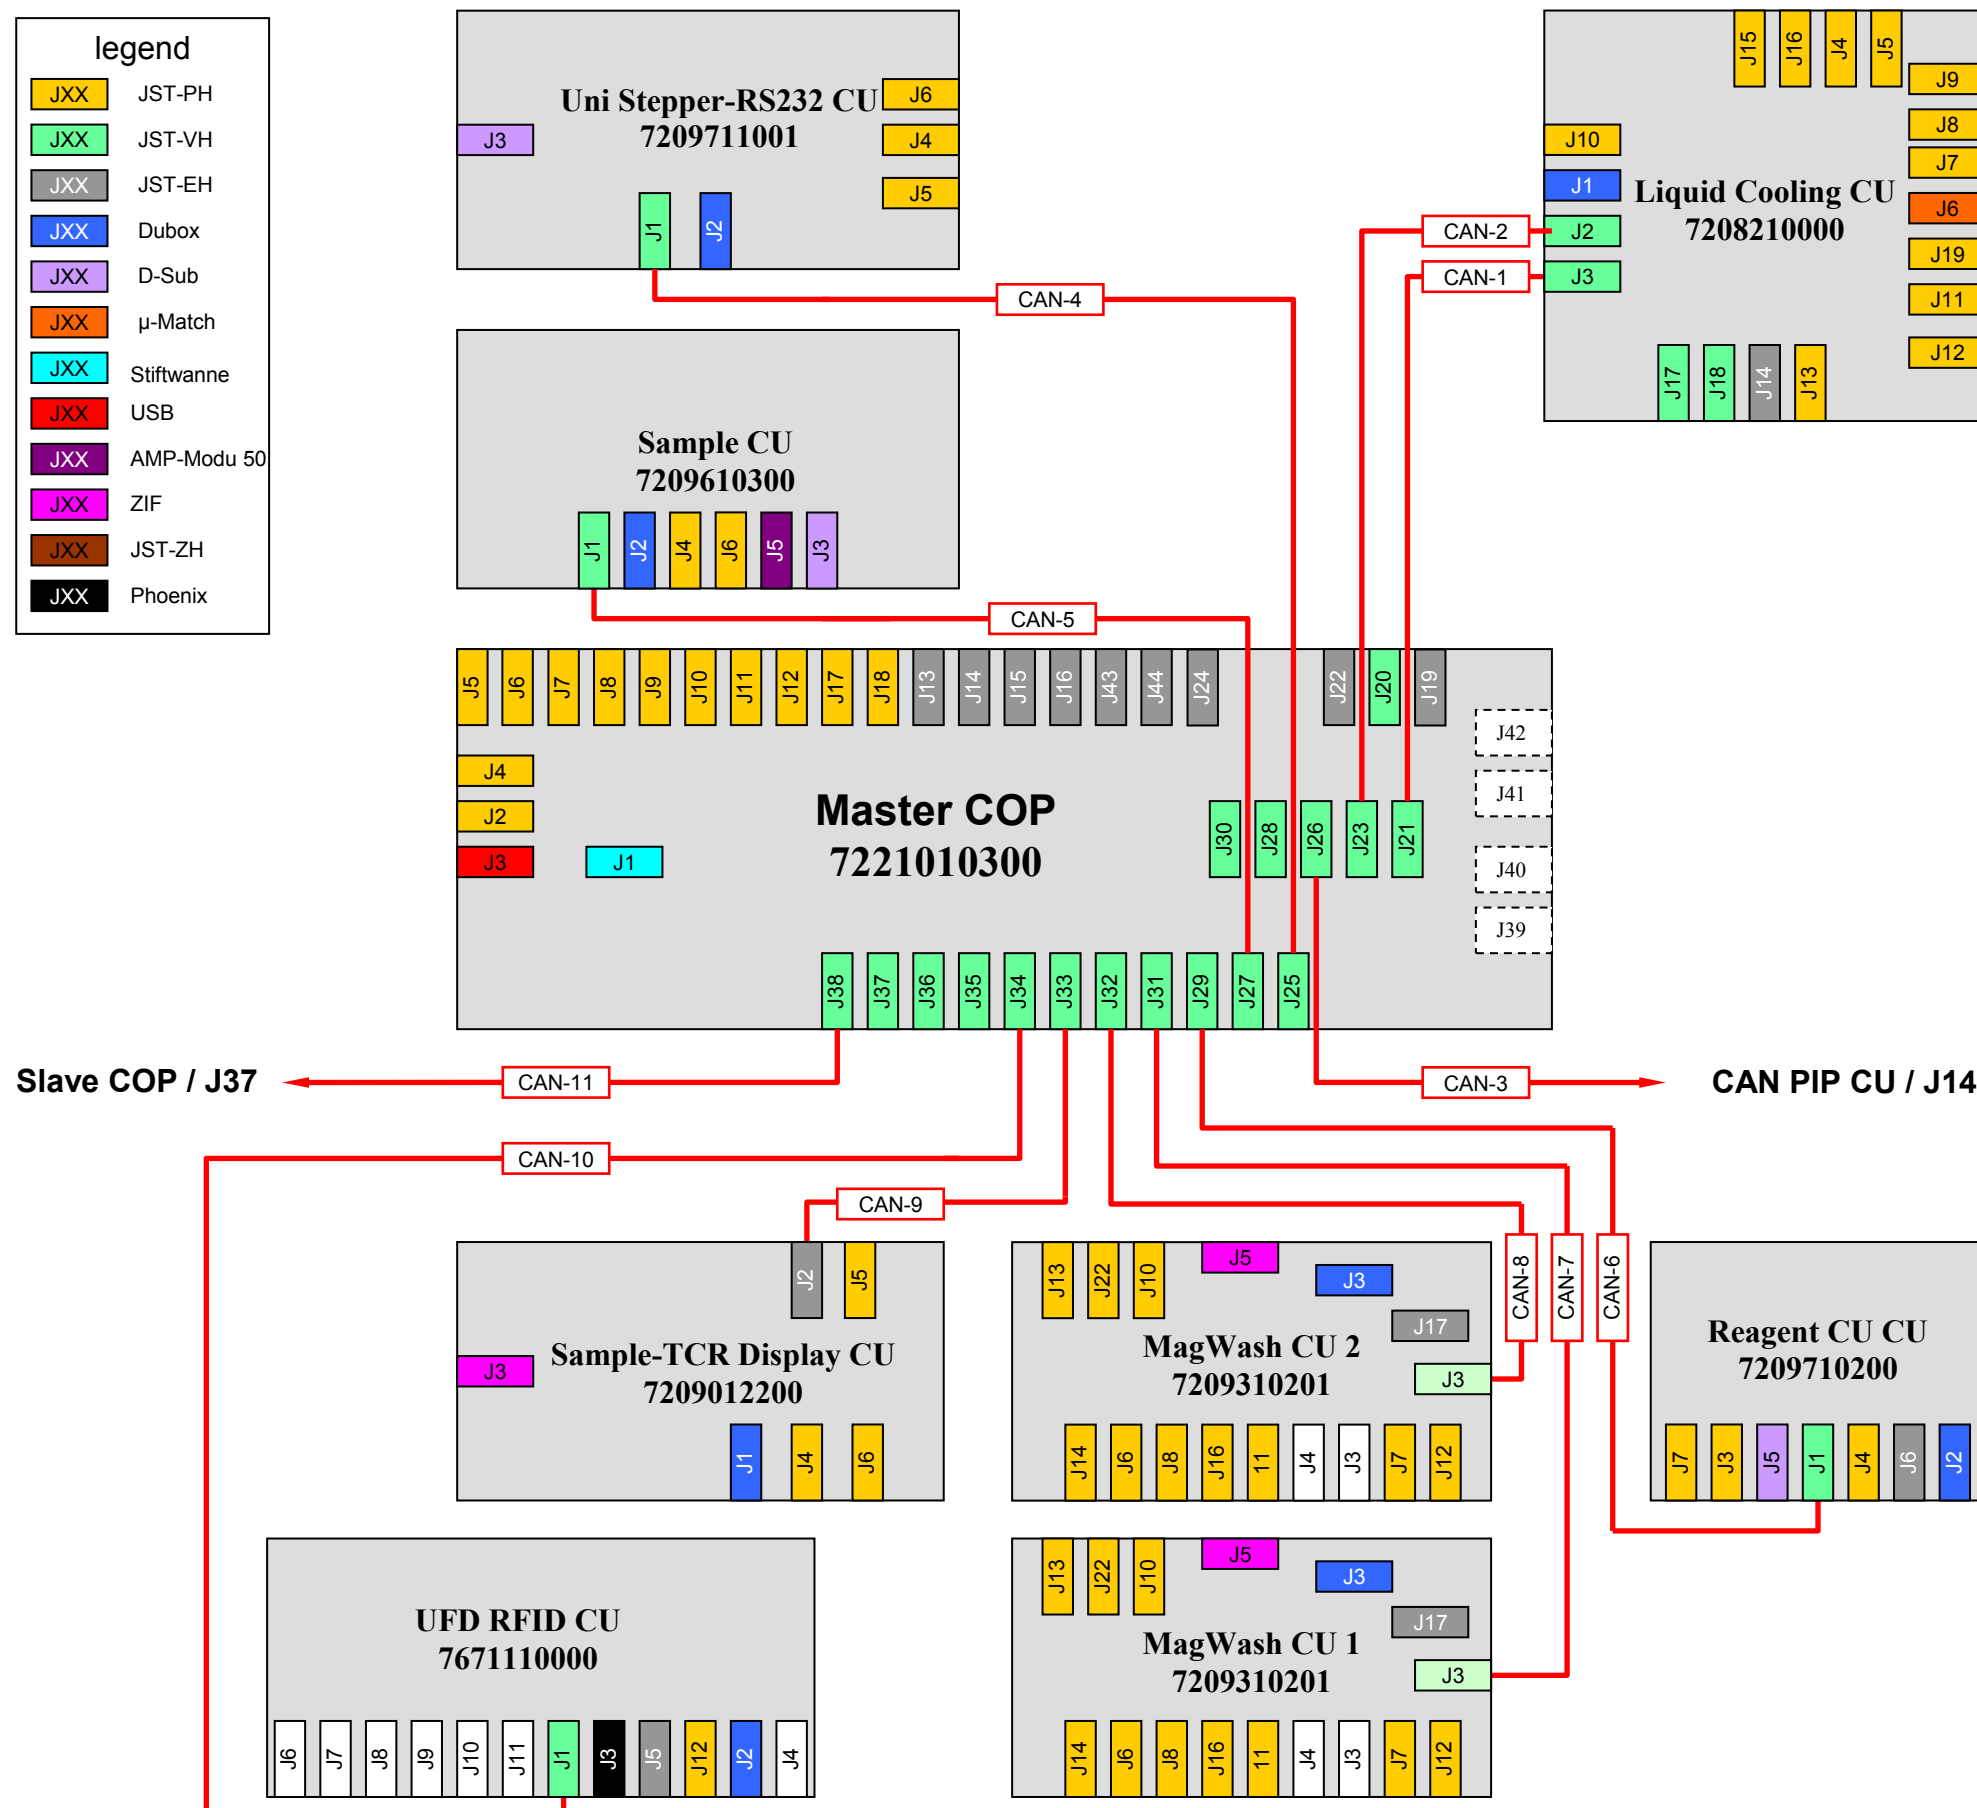 legend
JXX JST-PH
JXX JST-VH
JXX JST-EH
JXX Dubox
JXX D-Sub
JXX µ-Match
JXX Stiftwanne
JXX USB
JXX AMP-Modu 50
JXX ZIF
JXX JST-ZH
JXX Phoenix
Uni Stepper-RS232 CU
7209711001
J3
J6
J4
J5
J1 J2
CAN-4
Sample CU
7209610300
J1 J2 J4 J6 J5 J3
CAN-5
J15 J16 J4 J5
J9
J8
J7
J6
J19
J11
J12
J10
J1
J2
J3
Liquid Cooling CU
7208210000
J17 J18 J14 J13
CAN-2
CAN-1
J5 J6 J7 J8 J9 J10 J11 J12 J17 J18 J13 J14 J15 J16 J43 J44 J24 J22 J20 J19
J4
J2
J3
J1
Master COP
7221010300
J30 J28 J26 J23 J21
J42
J41
J40
J39
J38 J37 J36 J35 J34 J33 J32 J31 J29 J27 J25
Slave COP / J37
CAN-11
CAN-3
CAN PIP CU / J14
CAN-10
CAN-9
CAN-8
CAN-7
CAN-6
J2 J5
J3
Sample-TCR Display CU
7209012200
J1 J4 J6
J13 J22 J10
J5
J3
J17
J3
MagWash CU 2
7209310201
J14 J6 J8 J16 11 J4 J3 J7 J12
Reagent CU CU
7209710200
J7 J3 J5 J1 J4 J6 J2
UFD RFID CU
7671110000
J6 J7 J8 J9 J10 J11 J1 J3 J5 J12 J2 J4
J13 J22 J10
J5
J3
J17
J3
MagWash CU 1
7209310201
J14 J6 J8 J16 11 J4 J3 J7 J12